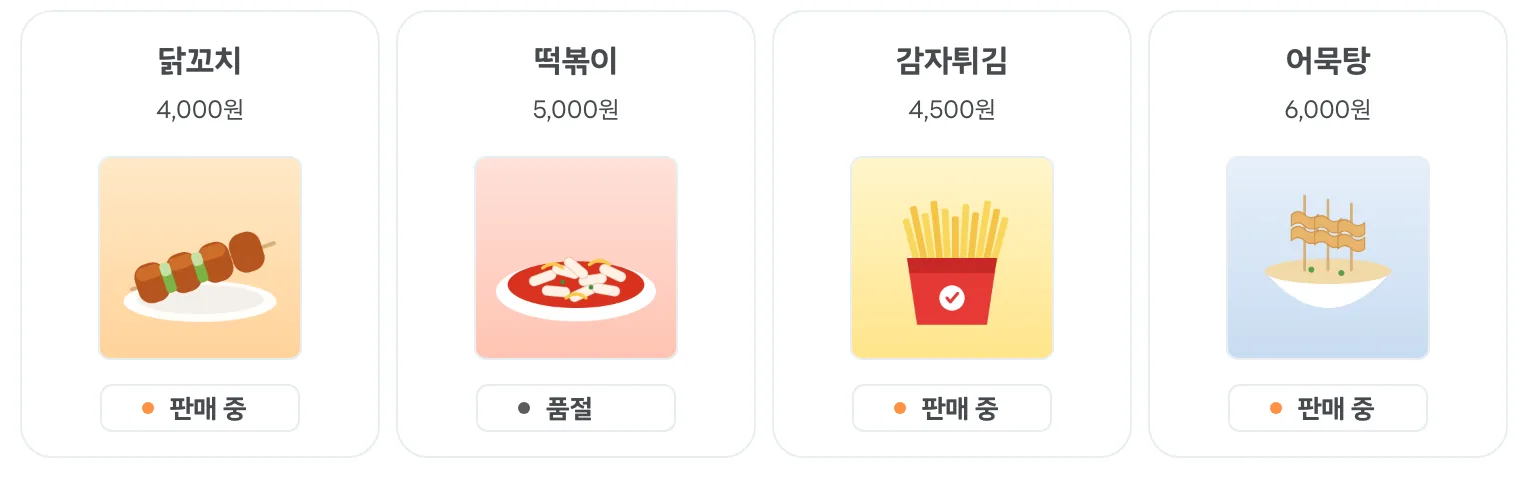 닭꼬치
4,000원
판매 중
떡볶이
5,000원
품절
감자튀김
4,500원
판매 중
어묵탕
6,000원
판매 중